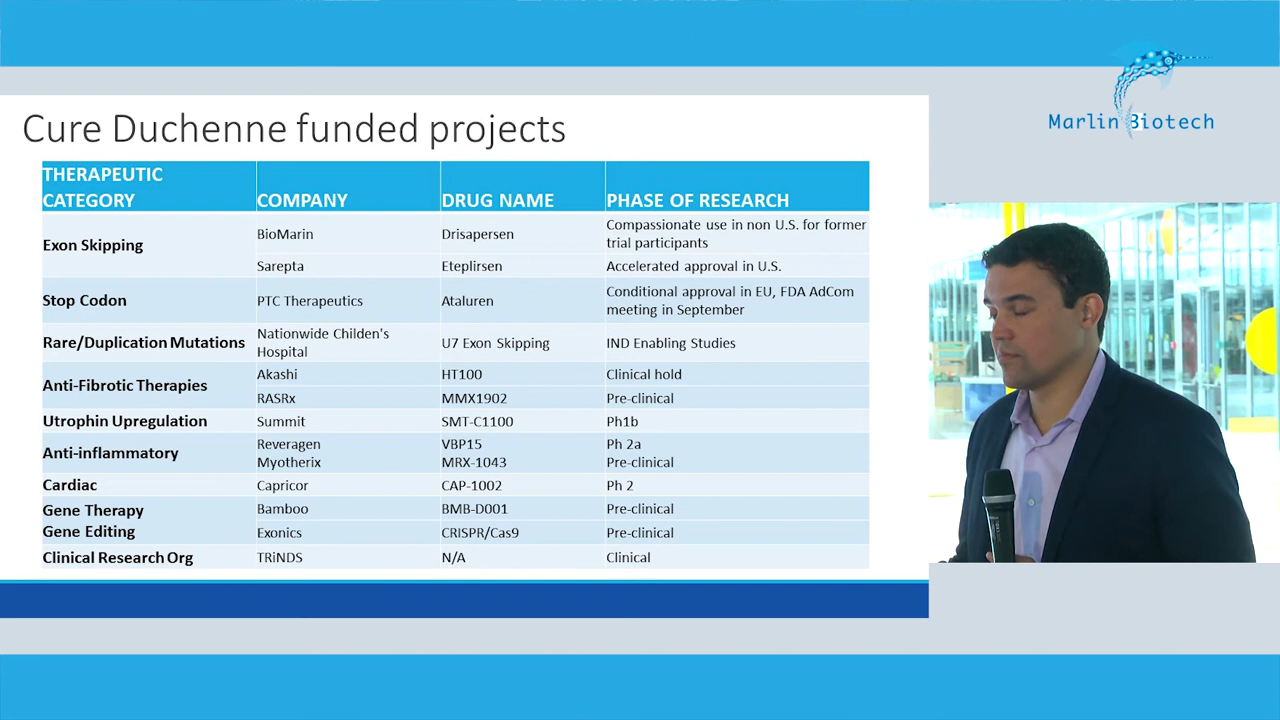 Marlin Biotech
Cure Duchenne funded projects
THERAPEUTIC
CATEGORY
COMPANY
DRUG NAME
PHASE OF RESEARCH
Exon Skipping
BioMarin
Drisapersen
Compassionate use in non U.S. for former
trial participants
Sarepta
Eteplirsen
Accelerated approval in U.S.
Stop Codon
PTC Therapeutics
Ataluren
Conditional approval in EU, FDA AdCom
meeting in September
Rare/Duplication Mutations
Nationwide Childen's
Hospital
U7 Exon Skipping
IND Enabling Studies
Anti-Fibrotic Therapies
Akashi
HT100
Clinical hold
RASRx
MMX1902
Pre-clinical
Utrophin Upregulation
Summit
SMT-C1100
Ph1b
Anti-inflammatory
Reveragen
VBP15
Ph 2a
Myotherix
MRX-1043
Pre-clinical
Cardiac
Capricor
CAP-1002
Ph 2
Gene Therapy
Bamboo
BMB-D001
Pre-clinical
Gene Editing
Exonics
CRISPR/Cas9
Pre-clinical
Clinical Research Org
TRiNDS
N/A
Clinical